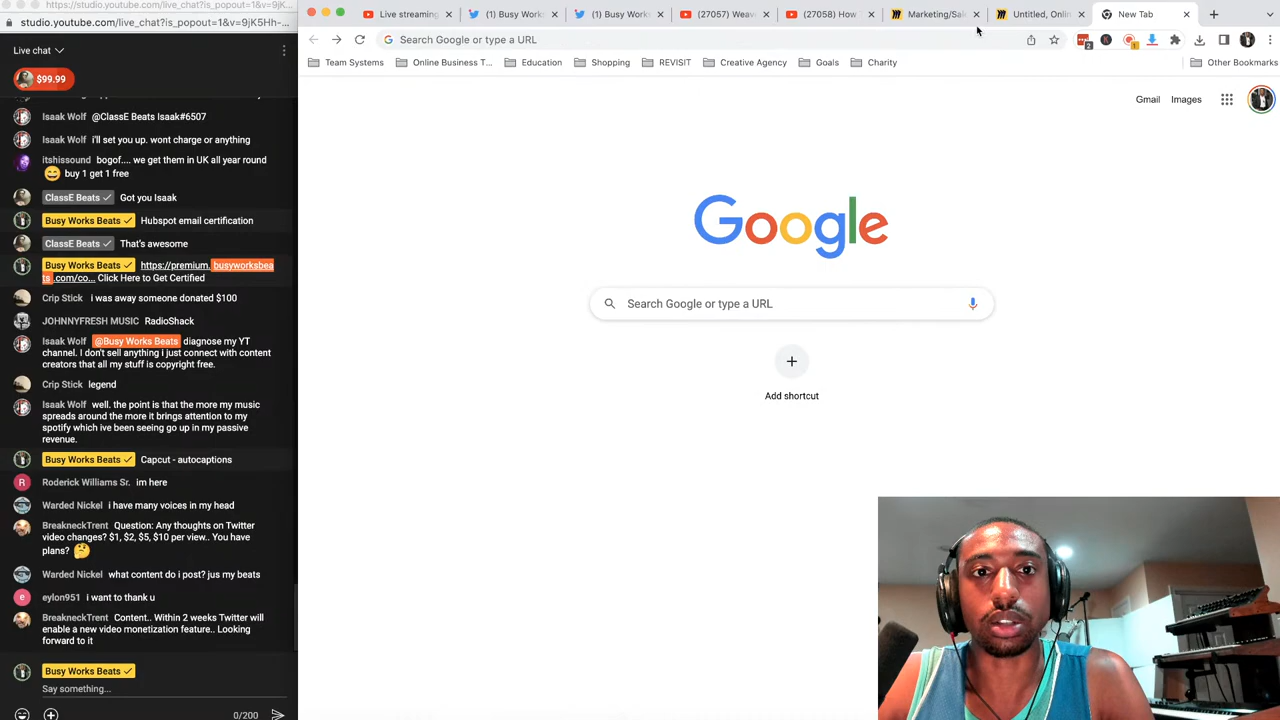 studio.youtube.com/live_chat?is_popout=1&v=9jK5Hh-
studio.youtube.com/live_chat?is_popout=1&v=9jK5Hh-...
Live chat
$99.99
Isaak Wolf @ClassE Beats Isaak#6507
Isaak Wolf i'll set you up. wont charge or anything
itshissound bogof.... we get them in UK all year round
😄 buy 1 get 1 free
ClassE Beats ✓ Got you Isaak
Busy Works Beats ✓ Hubspot email certification
ClassE Beats ✓ That's awesome
Busy Works Beats ✓ https://premium.busyworksbea
ts.com/co... Click Here to Get Certified
Crip Stick i was away someone donated $100
JOHNNYFRESH MUSIC RadioShack
Isaak Wolf @Busy Works Beats diagnose my YT
channel. I don't sell anything i just connect with content
creators that all my stuff is copyright free.
Crip Stick legend
Isaak Wolf well. the point is that the more my music
spreads around the more it brings attention to my
spotify which ive been seeing go up in my passive
revenue.
Busy Works Beats ✓ Capcut - autocaptions
R Roderick Williams Sr. im here
Warded Nickel i have many voices in my head
BreakneckTrent Question: Any thoughts on Twitter
video changes? $1, $2, $5, $10 per view.. You have
plans? 🤔
Warded Nickel what content do i post? jus my beats
e eylon951 i want to thank u
BreakneckTrent Content.. Within 2 weeks Twitter will
enable a new video monetization feature.. Looking
forward to it
Busy Works Beats ✓
Say something...
0/200
Live streaming
(1) Busy Work
(1) Busy Work
(27057) Weav
(27058) How
Marketing/Sal
Untitled, Onlin
New Tab
Search Google or type a URL
2
1
Team Systems
Online Business T...
Education
Shopping
REVISIT
Creative Agency
Goals
Charity
Other Bookmarks
Gmail
Images
Google
Search Google or type a URL
Add shortcut